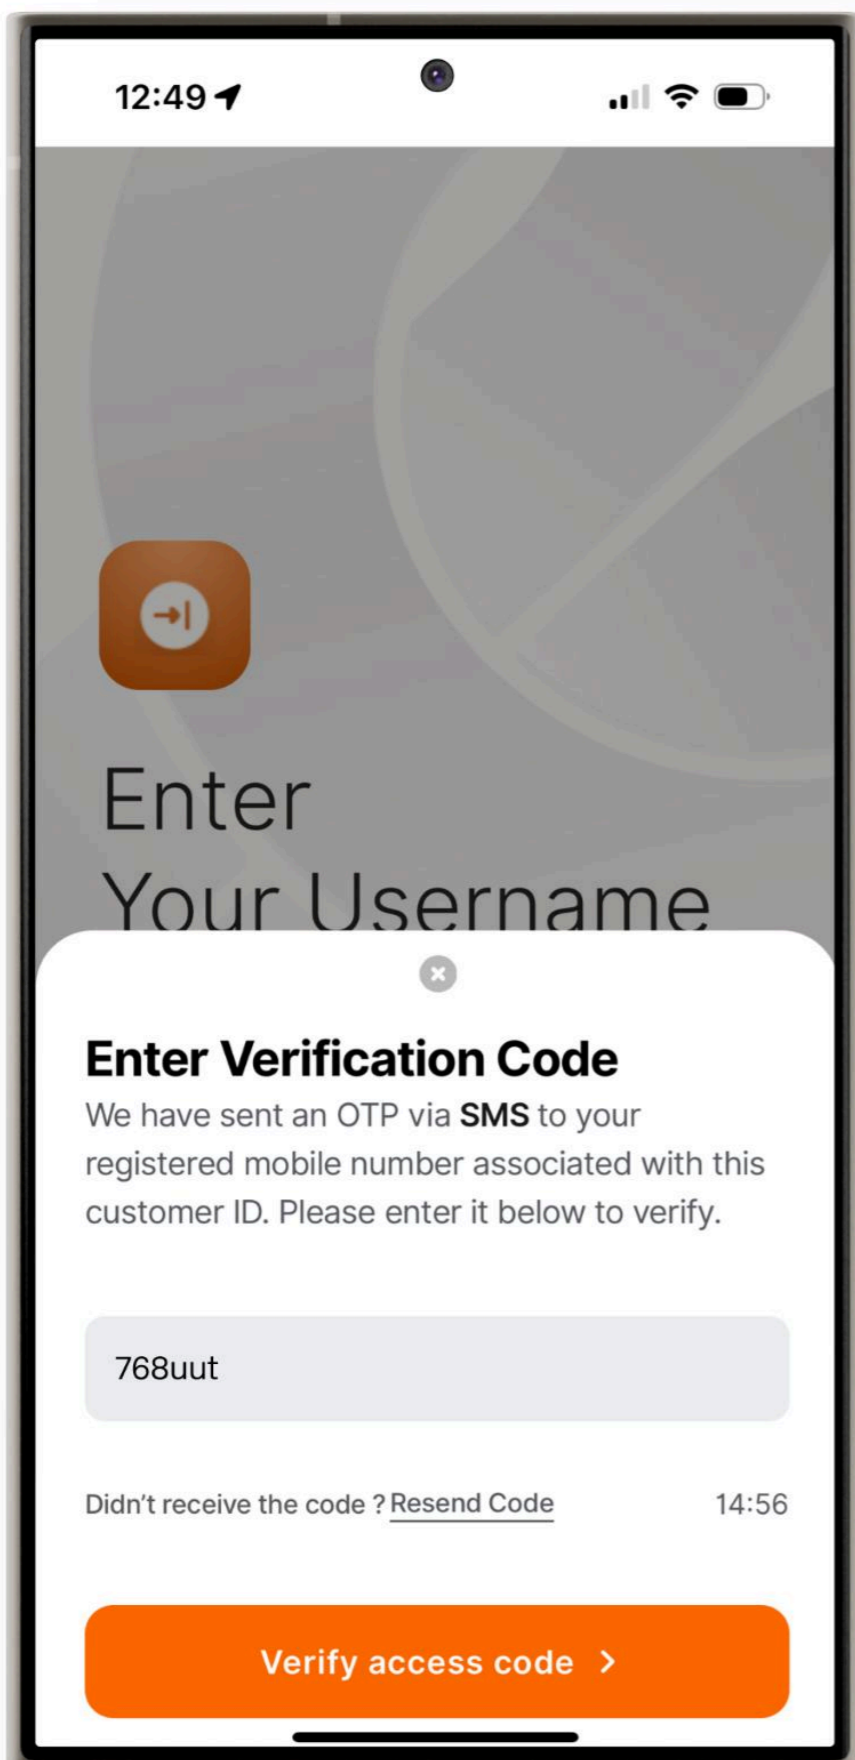 12:49
Enter
Your Username
Enter Verification Code
We have sent an OTP via SMS to your
registered mobile number associated with this
customer ID. Please enter it below to verify.
768uut
Didn't receive the code ? Resend Code 14:56
Verify access code >